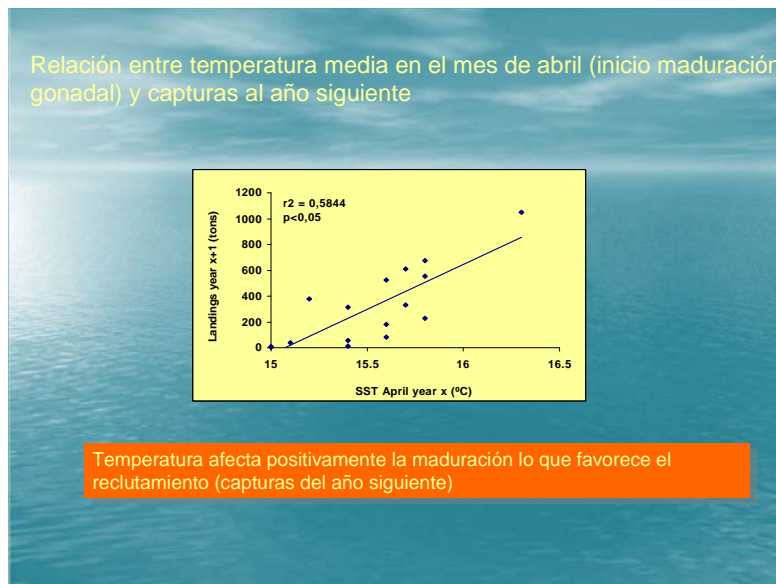 Relación entre temperatura media en el mes de abril (inicio maduración
gonadal) y capturas al año siguiente
r2 = 0,5844
p<0,05
Landings year x+1 (tons)
1200
1000
800
600
400
200
0
15 15.5 16 16.5
SST April year x (ºC)
Temperatura afecta positivamente la maduración lo que favorece el
reclutamiento (capturas del año siguiente)